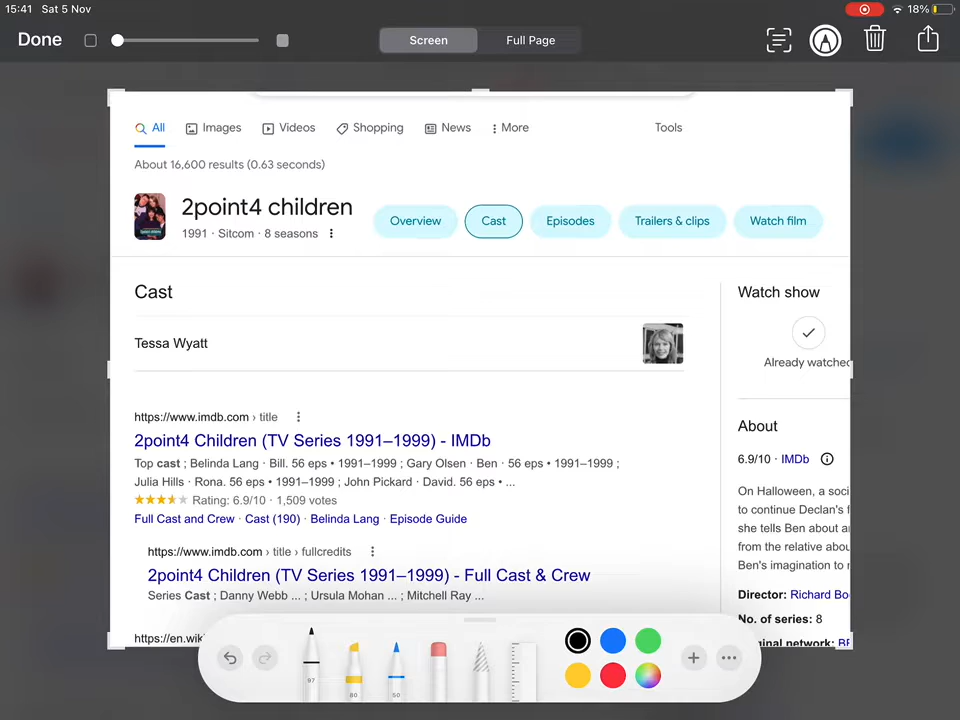 15:41 Sat 5 Nov
18%
Done
Screen
Full Page
All
Images
Videos
Shopping
News
More
Tools
About 16,600 results (0.63 seconds)
2point4 children
1991 · Sitcom · 8 seasons
Overview
Cast
Episodes
Trailers & clips
Watch film
Cast
Tessa Wyatt
https://www.imdb.com › title
2point4 Children (TV Series 1991–1999) - IMDb
Top cast ; Belinda Lang · Bill. 56 eps • 1991–1999 ; Gary Olsen · Ben · 56 eps • 1991–1999 ;
Julia Hills · Rona. 56 eps • 1991–1999 ; John Pickard · David. 56 eps • ...
Rating: 6.9/10 · 1,509 votes
Full Cast and Crew · Cast (190) · Belinda Lang · Episode Guide
https://www.imdb.com › title › fullcredits
2point4 Children (TV Series 1991–1999) - Full Cast & Crew
Series Cast ; Danny Webb ... ; Ursula Mohan ... ; Mitchell Ray ...
https://en.wik
Watch show
Already watched
About
6.9/10 · IMDb
On Halloween, a soci
to continue Declan's f
she tells Ben about a
from the relative abou
Ben's imagination to
Director: Richard Bo
No. of series: 8
ginal network: B
97
80
50